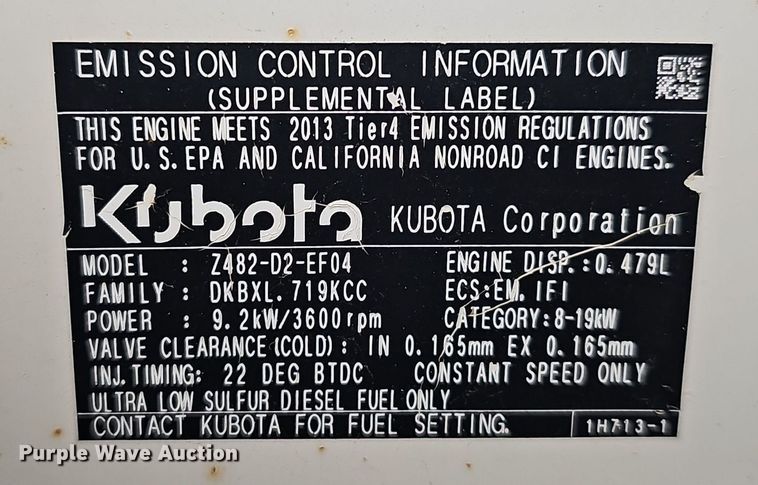 EMISSION CONTROL INFORMATION
(SUPPLEMENTAL LABEL)
THIS ENGINE MEETS 2013 Tier4 EMISSION REGULATIONS
FOR U.S. EPA AND CALIFORNIA NONROAD CI ENGINES.
Kubota KUBOTA Corporation
MODEL : Z482-D2-EF04 ENGINE DISP.: 0.479L
FAMILY : DKBXL.719KCC ECS:EM, IFI
POWER : 9.2kW/3600rpm CATEGORY:8-19kW
VALVE CLEARANCE(COLD): IN 0.165mm EX 0.165mm
INJ.TIMING: 22 DEG BTDC CONSTANT SPEED ONLY
ULTRA LOW SULFUR DIESEL FUEL ONLY
CONTACT KUBOTA FOR FUEL SETTING. 1H713-1
Purple Wave Auction